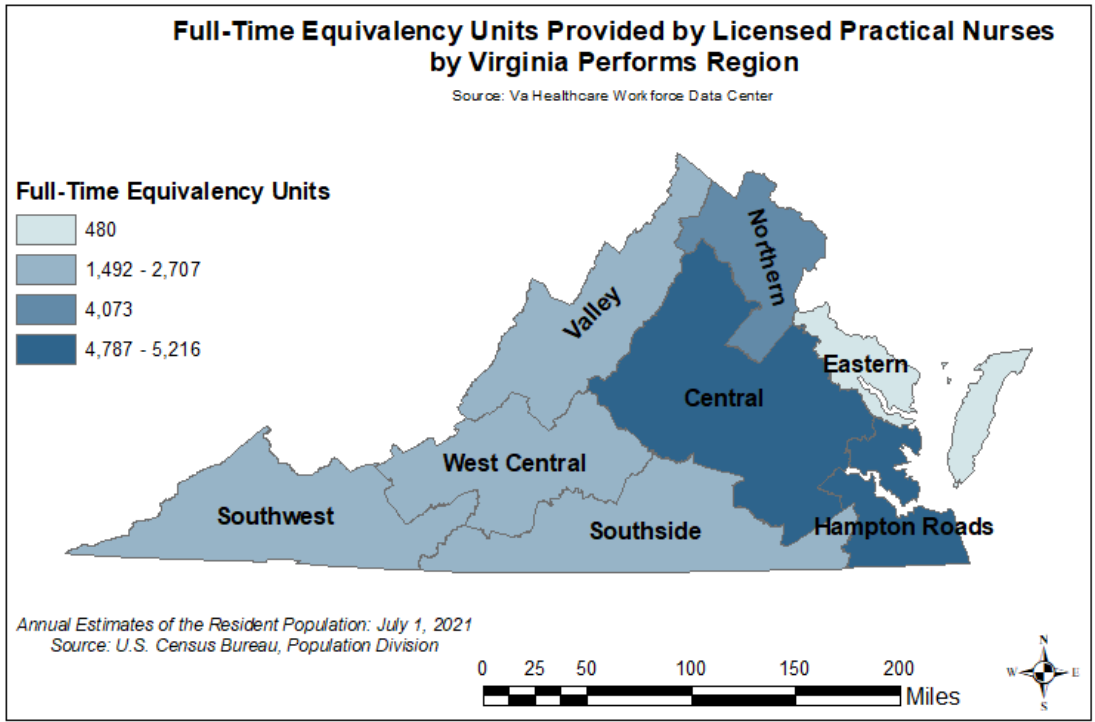 Full-Time Equivalency Units Provided by Licensed Practical Nurses
by Virginia Performs Region
Source: Va Healthcare Workforce Data Center
Full-Time Equivalency Units
480
1,492 - 2,707
4,073
4,787 - 5,216
Northern
Valley
Eastern
Central
West Central
Southwest
Southside
Hampton Roads
Annual Estimates of the Resident Population: July 1, 2021
Source: U.S. Census Bureau, Population Division
0 25 50 100 150 200
Miles
N
W E
S